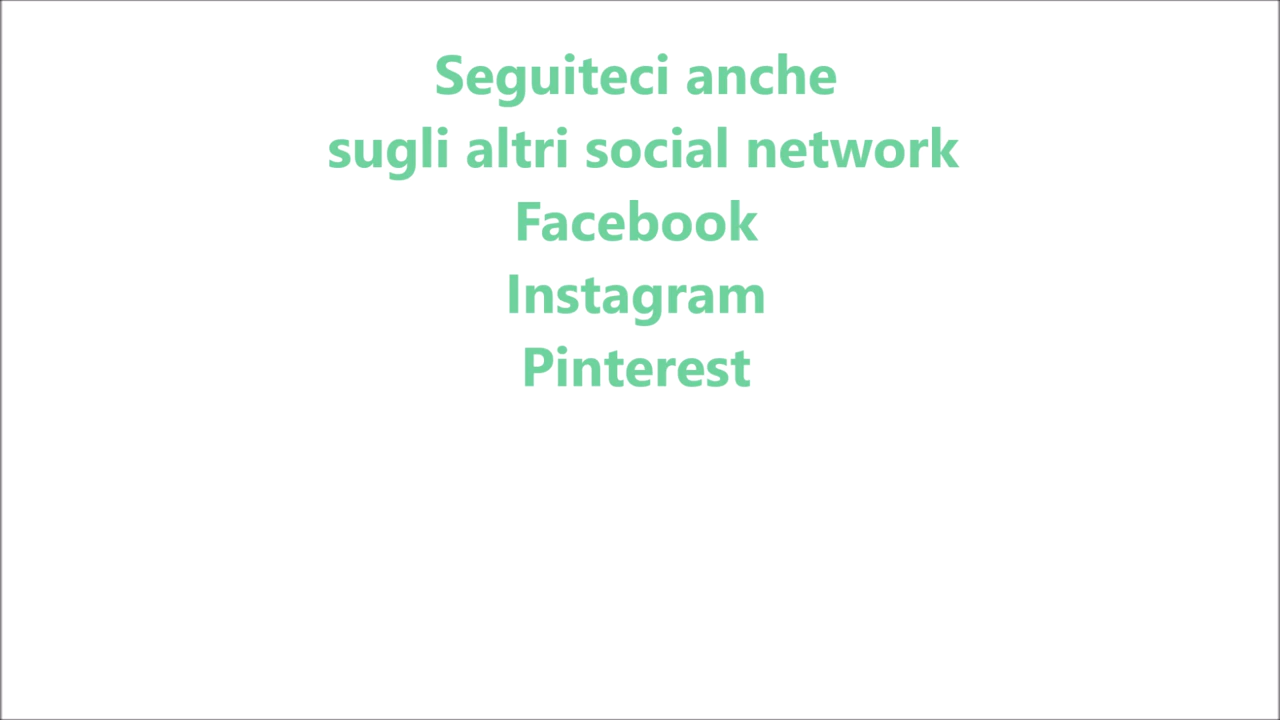 Seguiteci anche
sugli altri social network
Facebook
Instagram
Pinterest